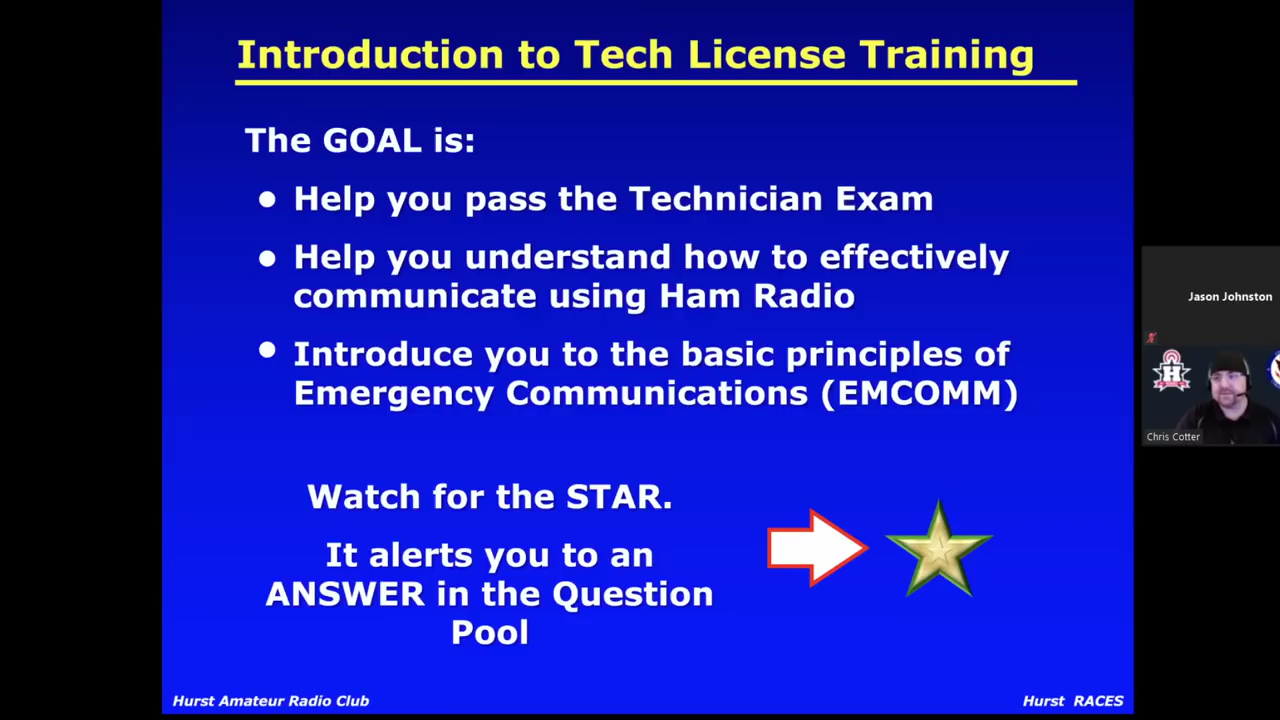 Introduction to Tech License Training
The GOAL is:
• Help you pass the Technician Exam
• Help you understand how to effectively
communicate using Ham Radio
• Introduce you to the basic principles of
Emergency Communications (EMCOMM)
Watch for the STAR.
It alerts you to an
ANSWER in the Question
Pool
Hurst Amateur Radio Club
Hurst RACES
Jason Johnston
H
Chris Cotter